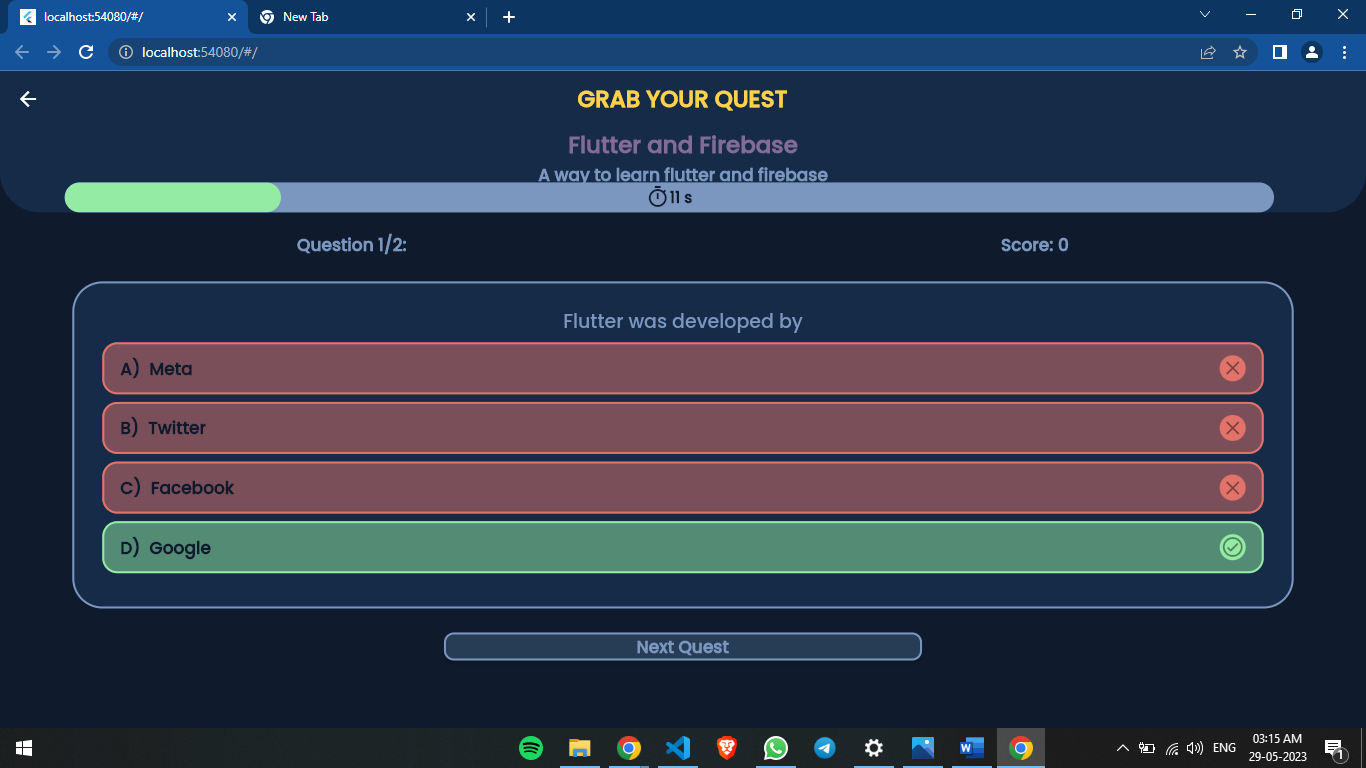 localhost:54080/#/
New Tab
localhost:54080/#/
GRAB YOUR QUEST
Flutter and Firebase
A way to learn flutter and firebase
11 s
Question 1/2:
Score: 0
Flutter was developed by
A) Meta
B) Twitter
C) Facebook
D) Google
Next Quest
ENG
03:15 AM
29-05-2023
1